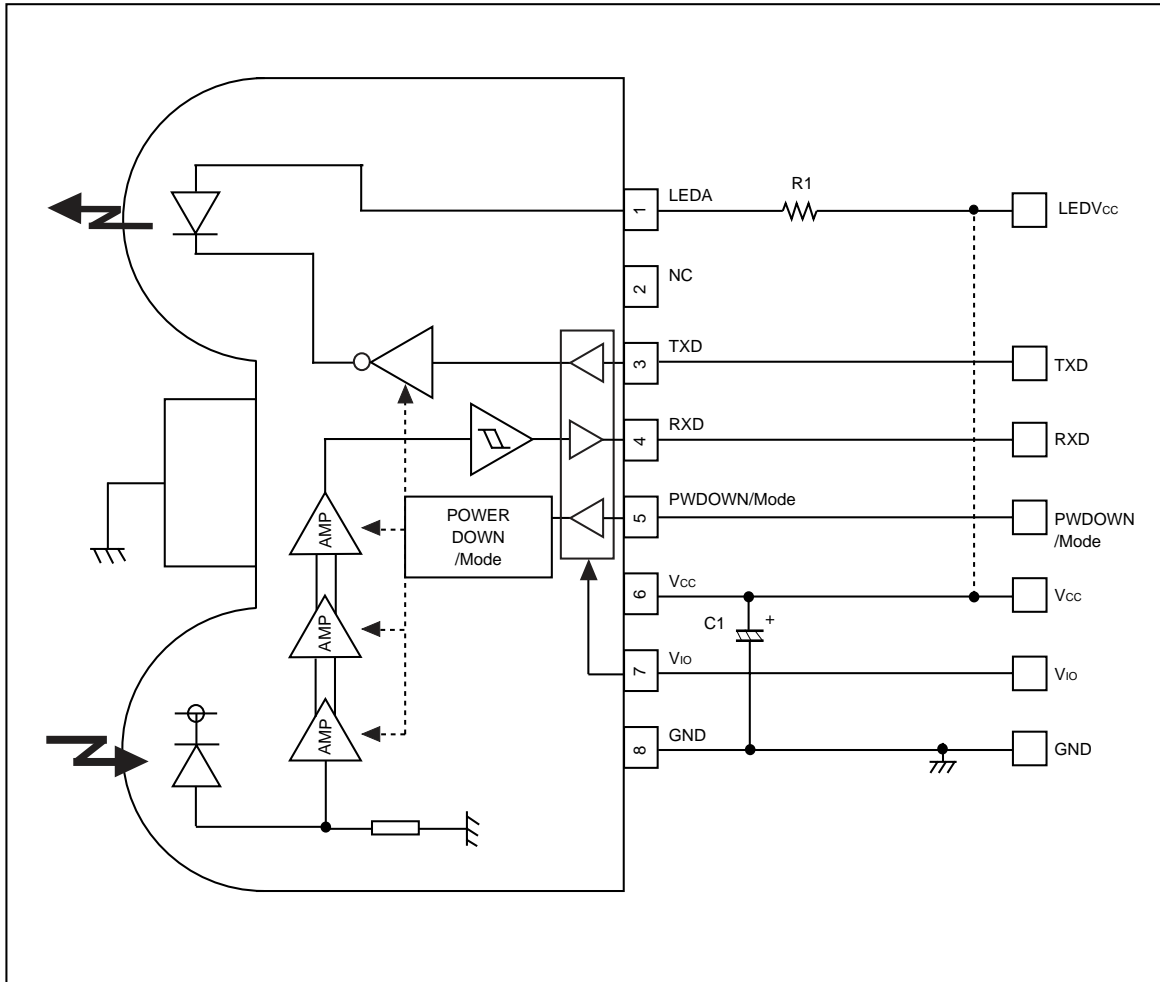 LEDA
R1
LEDVCC
1
NC
2
TXD
3
TXD
RXD
4
RXD
PWDOWN/Mode
5
PWDOWN
/Mode
POWER
DOWN
/Mode
AMP
AMP
AMP
VCC
6
C1
+
VCC
VIO
7
VIO
GND
8
GND